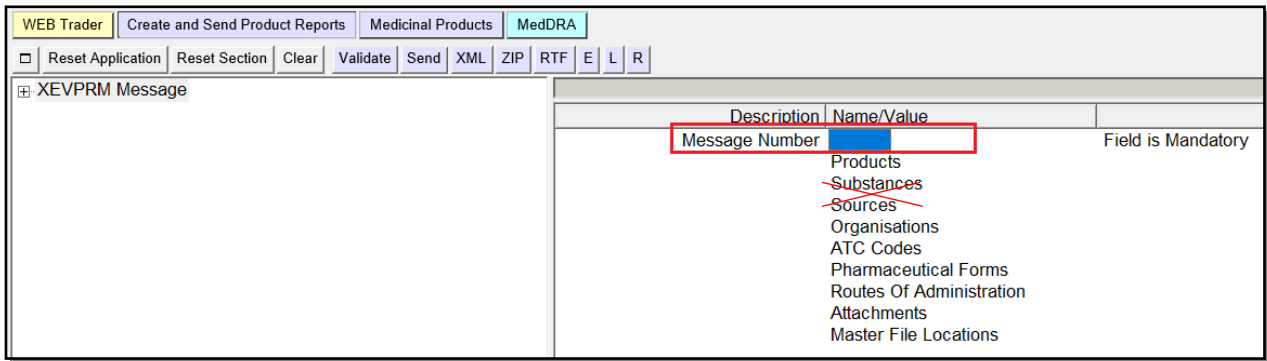 WEB Trader Create and Send Product Reports Medicinal Products MedDRA
Reset Application Reset Section Clear Validate Send XML ZIP RTF E L R
XEVPRM Message
Description Name/Value
Message Number Field is Mandatory
Products
Substances
Sources
Organisations
ATC Codes
Pharmaceutical Forms
Routes Of Administration
Attachments
Master File Locations